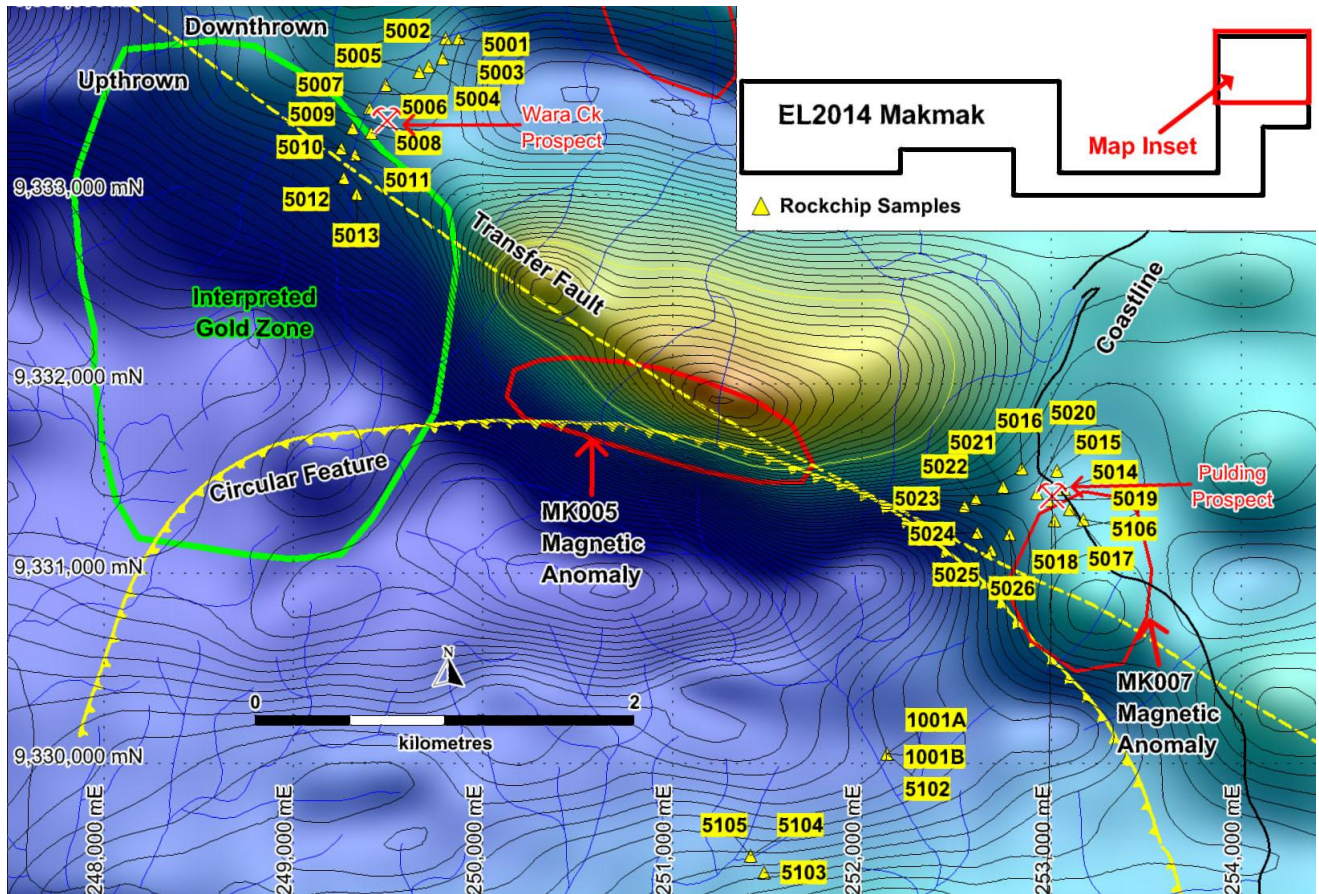 Downthrown
Upthrown
5002
5001
5005
5003
5007
5004
5006
5009
5008
5010
5011
5012
5013
Wara Ck
Prospect
EL2014 Makmak
Map Inset
Rockchip Samples
9,333,000 mN
Transfer Fault
Interpreted
Gold Zone
Coastline
9,332,000 mN
Circular Feature
MK005
Magnetic
Anomaly
5016
5020
5021
5015
5022
5014
5023
5019
5024
5106
5025
5026
5018
5017
Pulding
Prospect
9,331,000 mN
N
0
2
kilometres
MK007
Magnetic
Anomaly
1001A
1001B
5102
9,330,000 mN
5105
5104
5103
248,000 mE
249,000 mE
250,000 mE
251,000 mE
252,000 mE
253,000 mE
254,000 mE